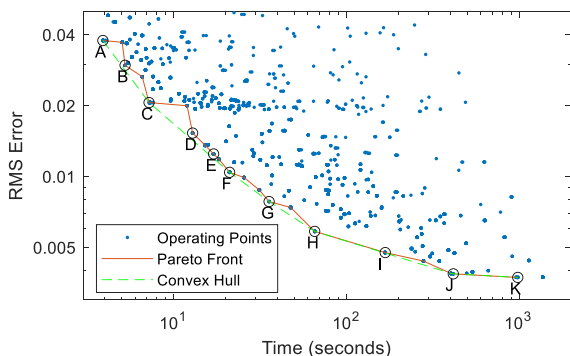 0.04
0.02
0.01
0.005
RMS Error
A
B
C
D
E
F
G
H
I
J
K
Operating Points
Pareto Front
Convex Hull
10^1
10^2
10^3
Time (seconds)